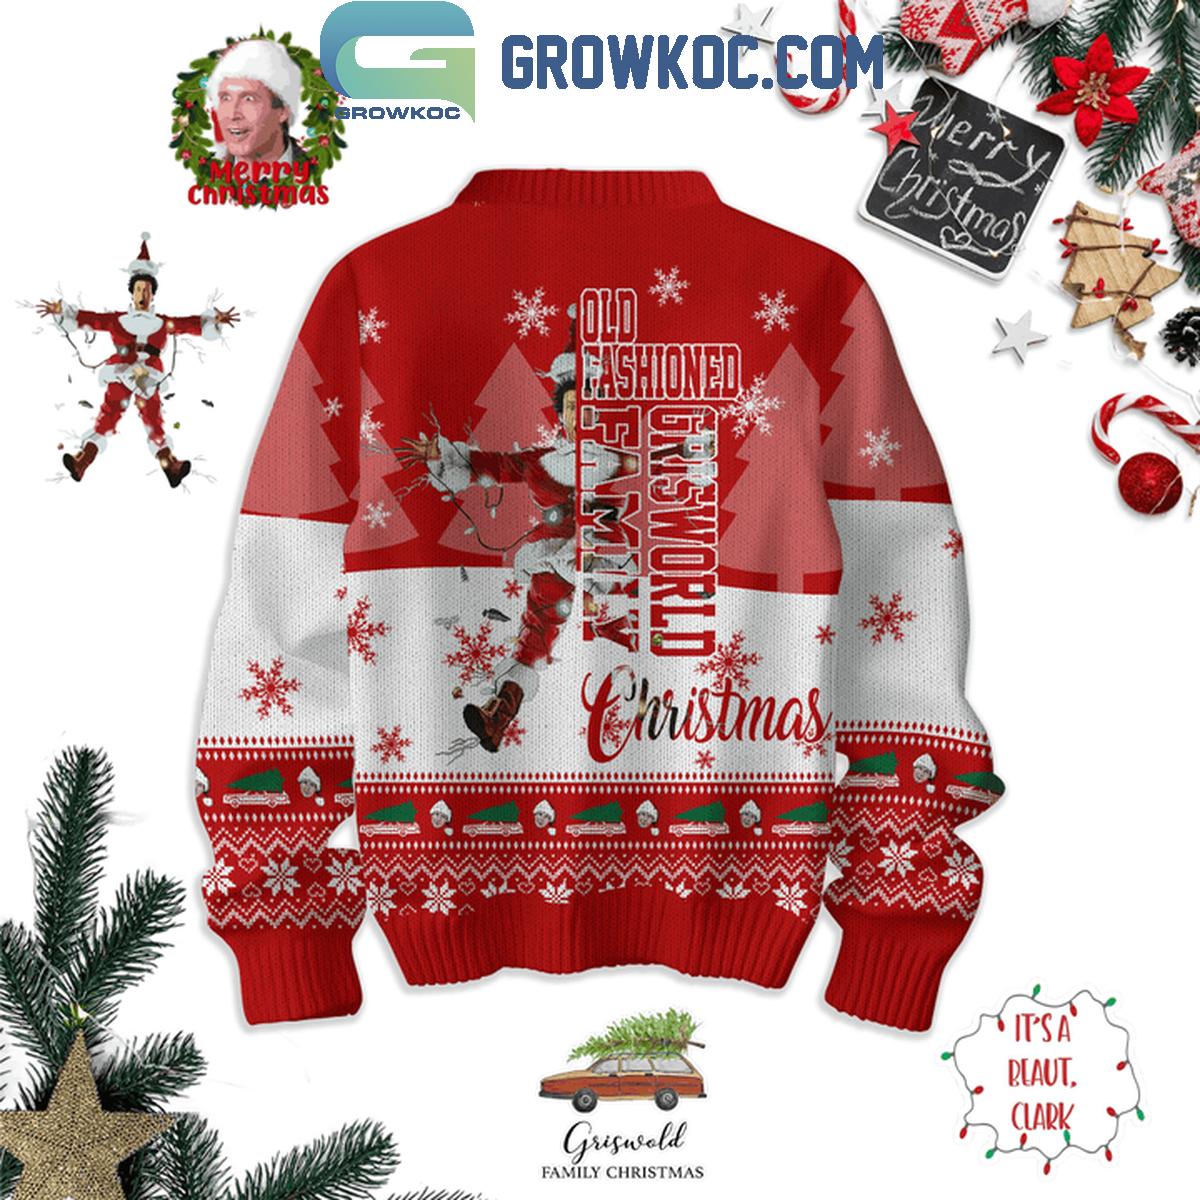 GROWKOC
GROWKOC.COM
Merry
Christmas
Merry
Christmas
OLD
FASHIONED
GRISWORLD
FAMILY
Christmas
IT'S A
BEAUT,
CLARK
Griswold
FAMILY CHRISTMAS